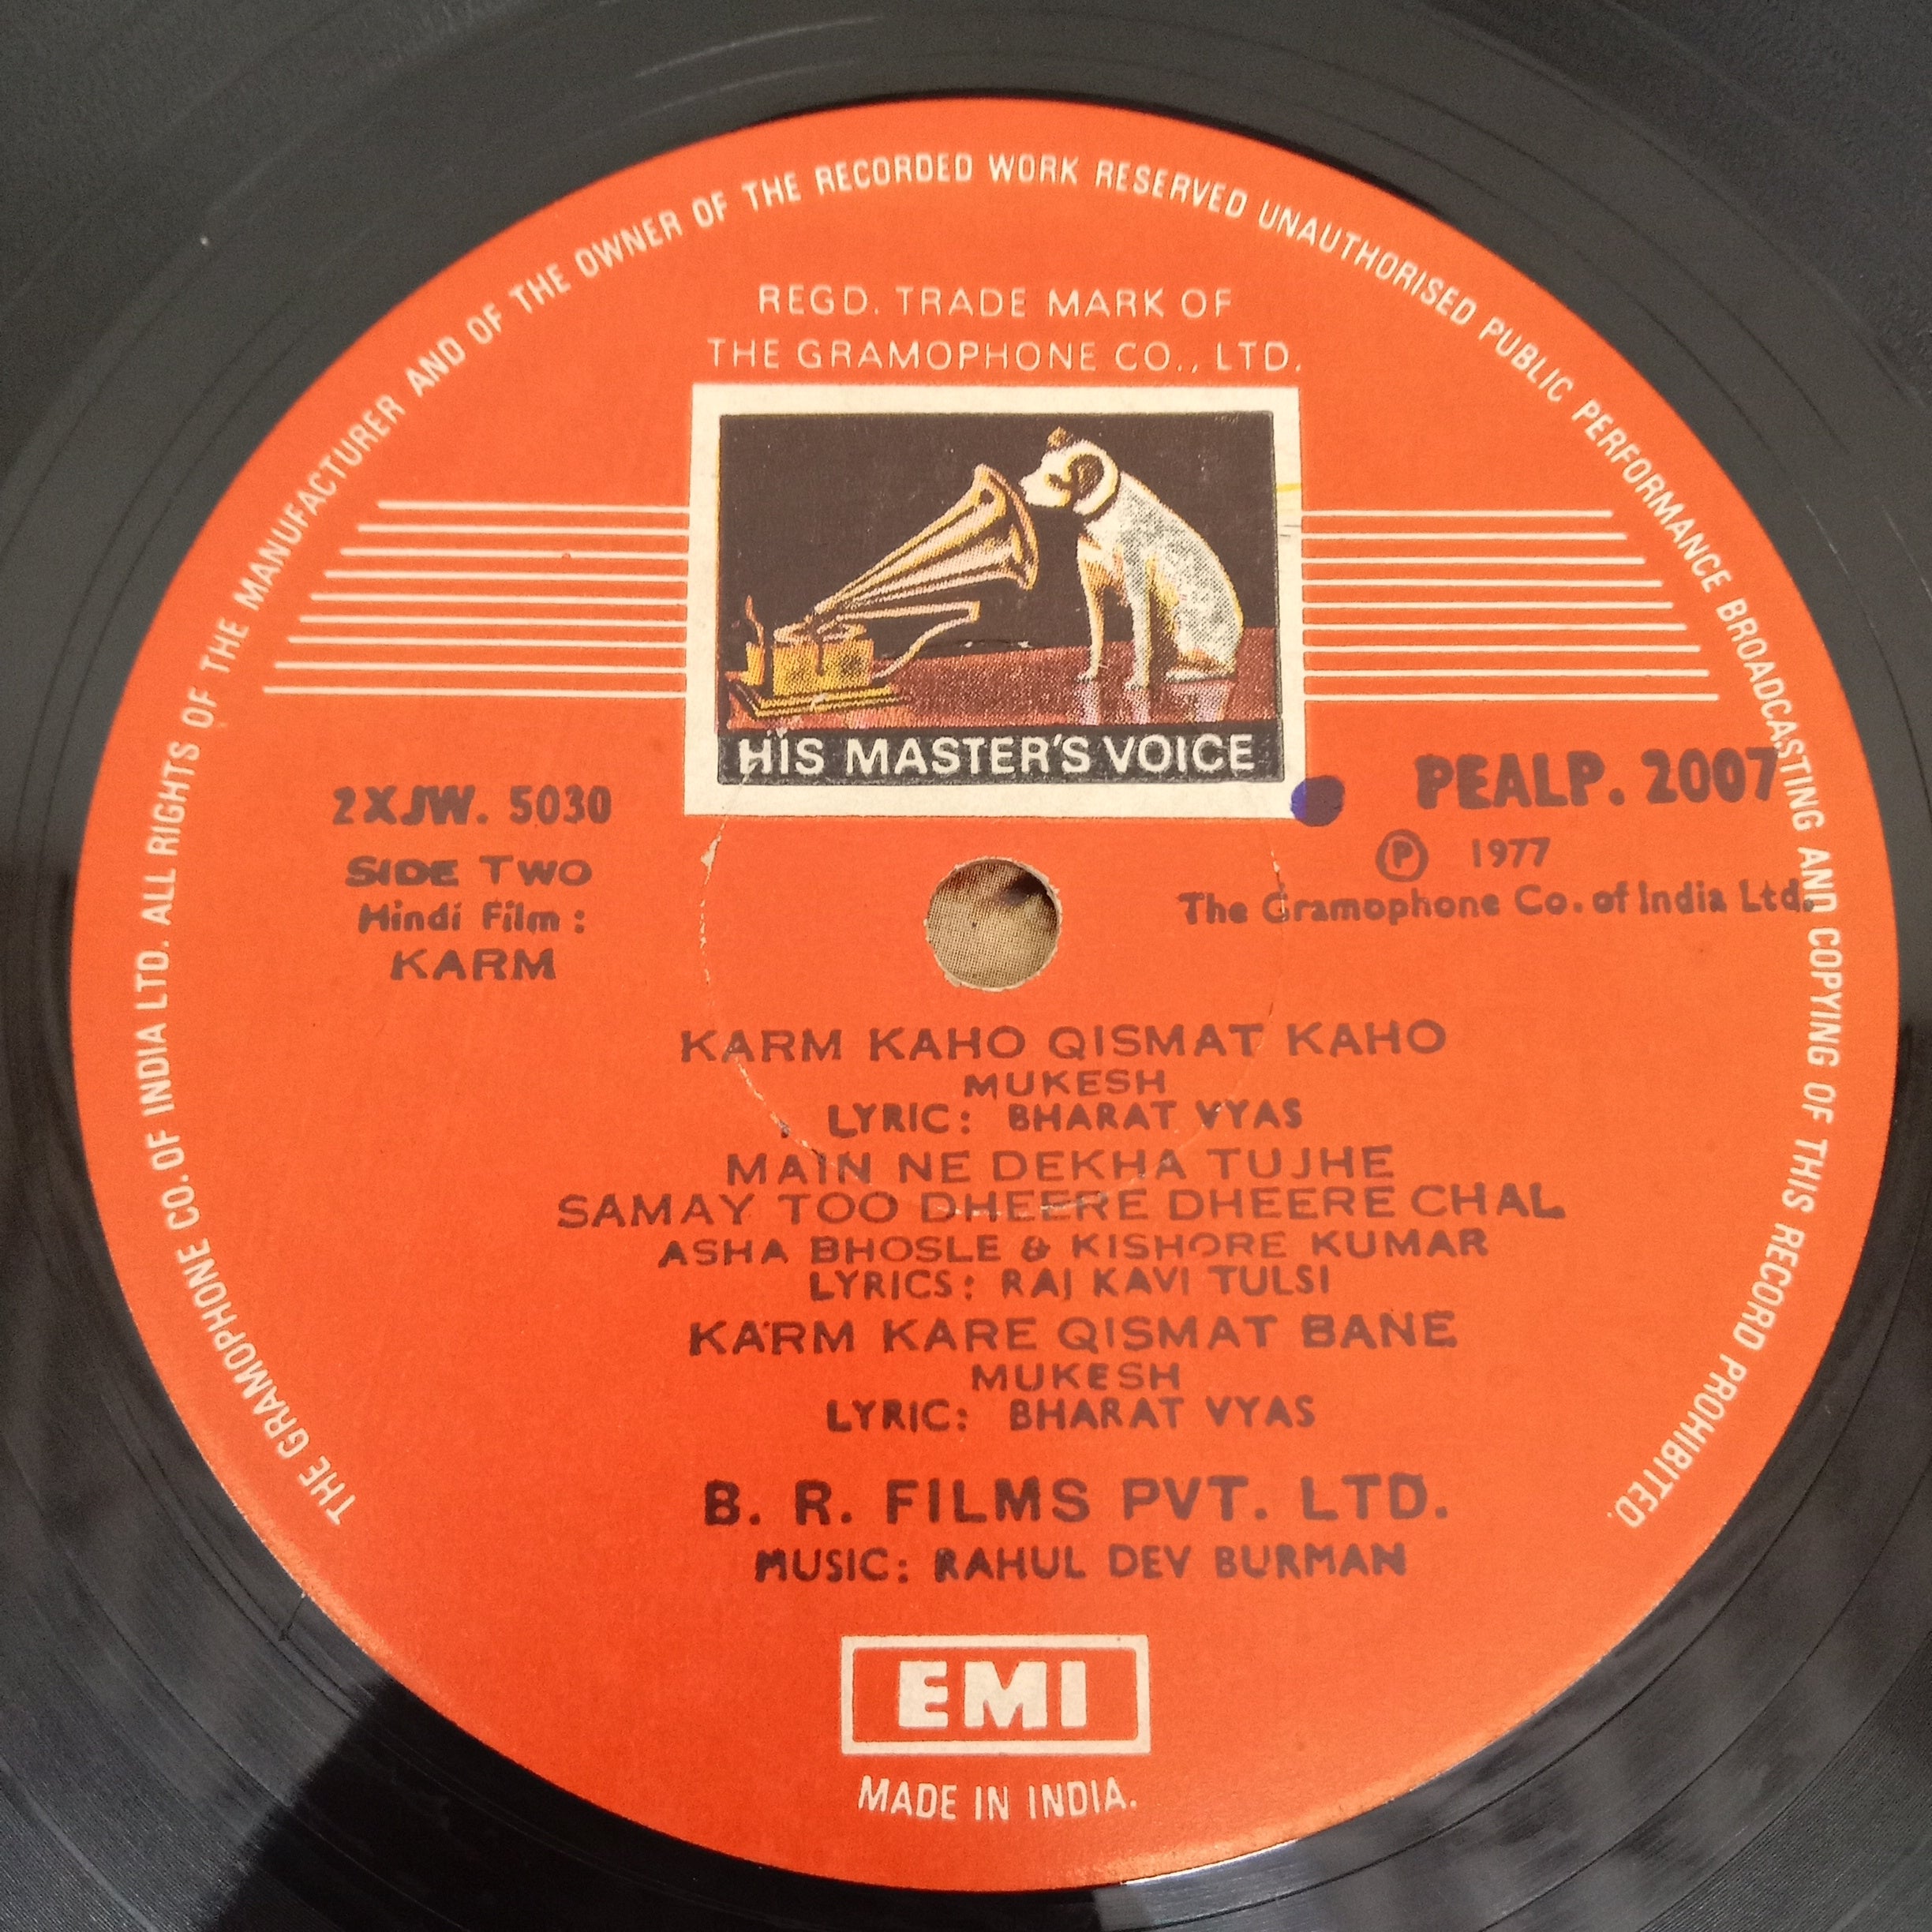 THE GRAMOPHONE CO. OF INDIA LTD. ALL RIGHTS OF THE MANUFACTURER AND OF THE OWNER OF THE RECORDED WORK RESERVED UNAUTHORISED PUBLIC PERFORMANCE BROADCASTING AND COPYING OF THIS RECORD PROHIBITED.
REGD. TRADE MARK OF
THE GRAMOPHONE CO., LTD.
HIS MASTER'S VOICE
2XJW. 5030
SIDE TWO
Hindi Film :
KARM
PEALP. 2007
℗ 1977
The Gramophone Co. of India Ltd.
KARM KAHO QISMAT KAHO
MUKESH
LYRIC: BHARAT VYAS
MAIN NE DEKHA TUJHE
SAMAY TOO DHEERE DHEERE CHAL
ASHA BHOSLE & KISHORE KUMAR
LYRICS: RAJ KAVI TULSI
KARM KARE QISMAT BANE
MUKESH
LYRIC: BHARAT VYAS
B. R. FILMS PVT. LTD.
MUSIC: RAHUL DEV BURMAN
EMI
MADE IN INDIA.